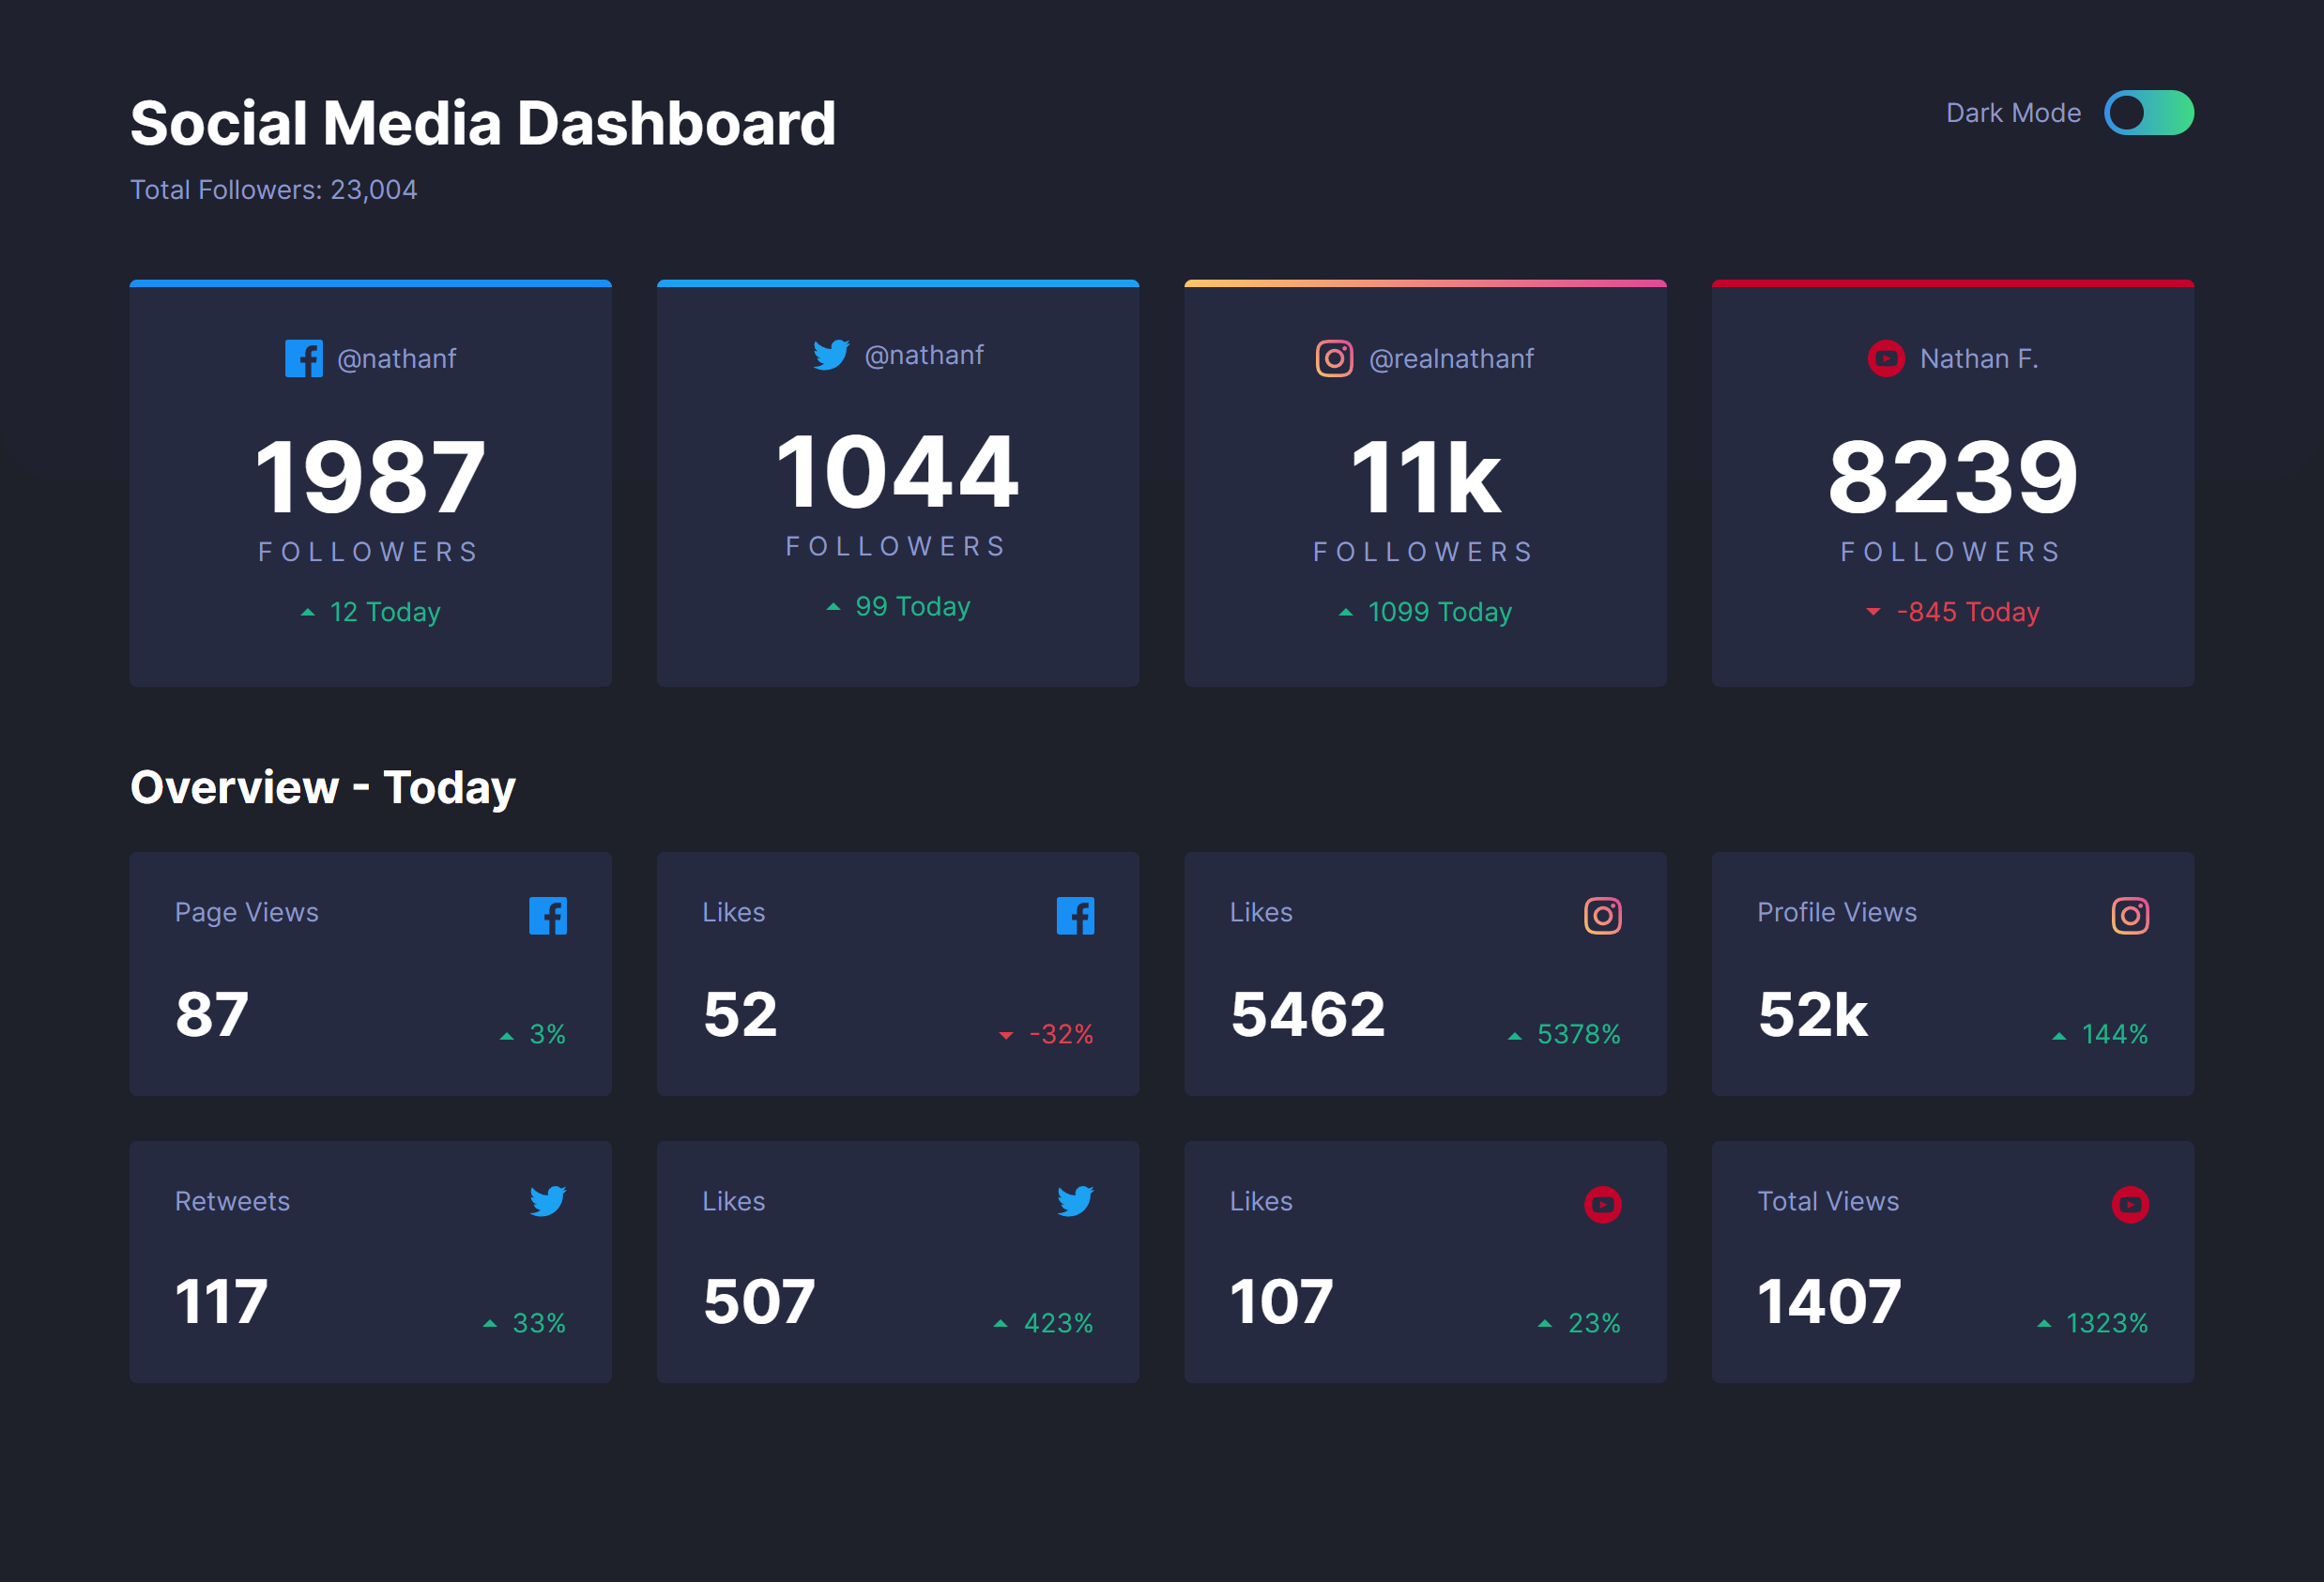 Social Media Dashboard
Dark Mode
Total Followers: 23,004
@nathanf
1987
FOLLOWERS
12 Today
@nathanf
1044
FOLLOWERS
99 Today
@realnathanf
11k
FOLLOWERS
1099 Today
Nathan F.
8239
FOLLOWERS
-845 Today
Overview - Today
Page Views
87
3%
Likes
52
-32%
Likes
5462
5378%
Profile Views
52k
144%
Retweets
117
33%
Likes
507
423%
Likes
107
23%
Total Views
1407
1323%